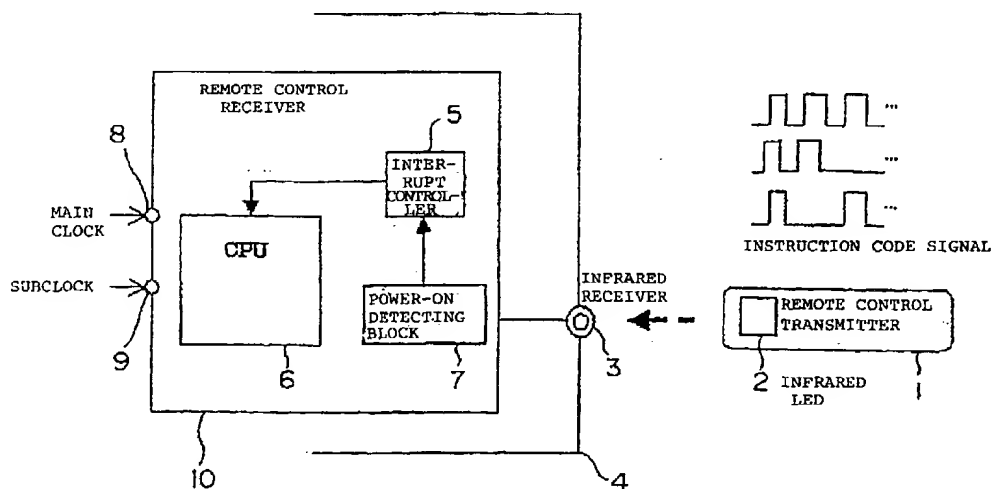 REMOTE CONTROL
RECEIVER
5
INTER-
RUPT
CONTROL-
LER
8
MAIN
CLOCK
CPU
SUBCLOCK
9
6
POWER-ON
DETECTING
BLOCK
7
10
INFRARED
RECEIVER
3
4
...
...
...
INSTRUCTION CODE SIGNAL
REMOTE CONTROL
TRANSMITTER
2
INFRARED
LED
1